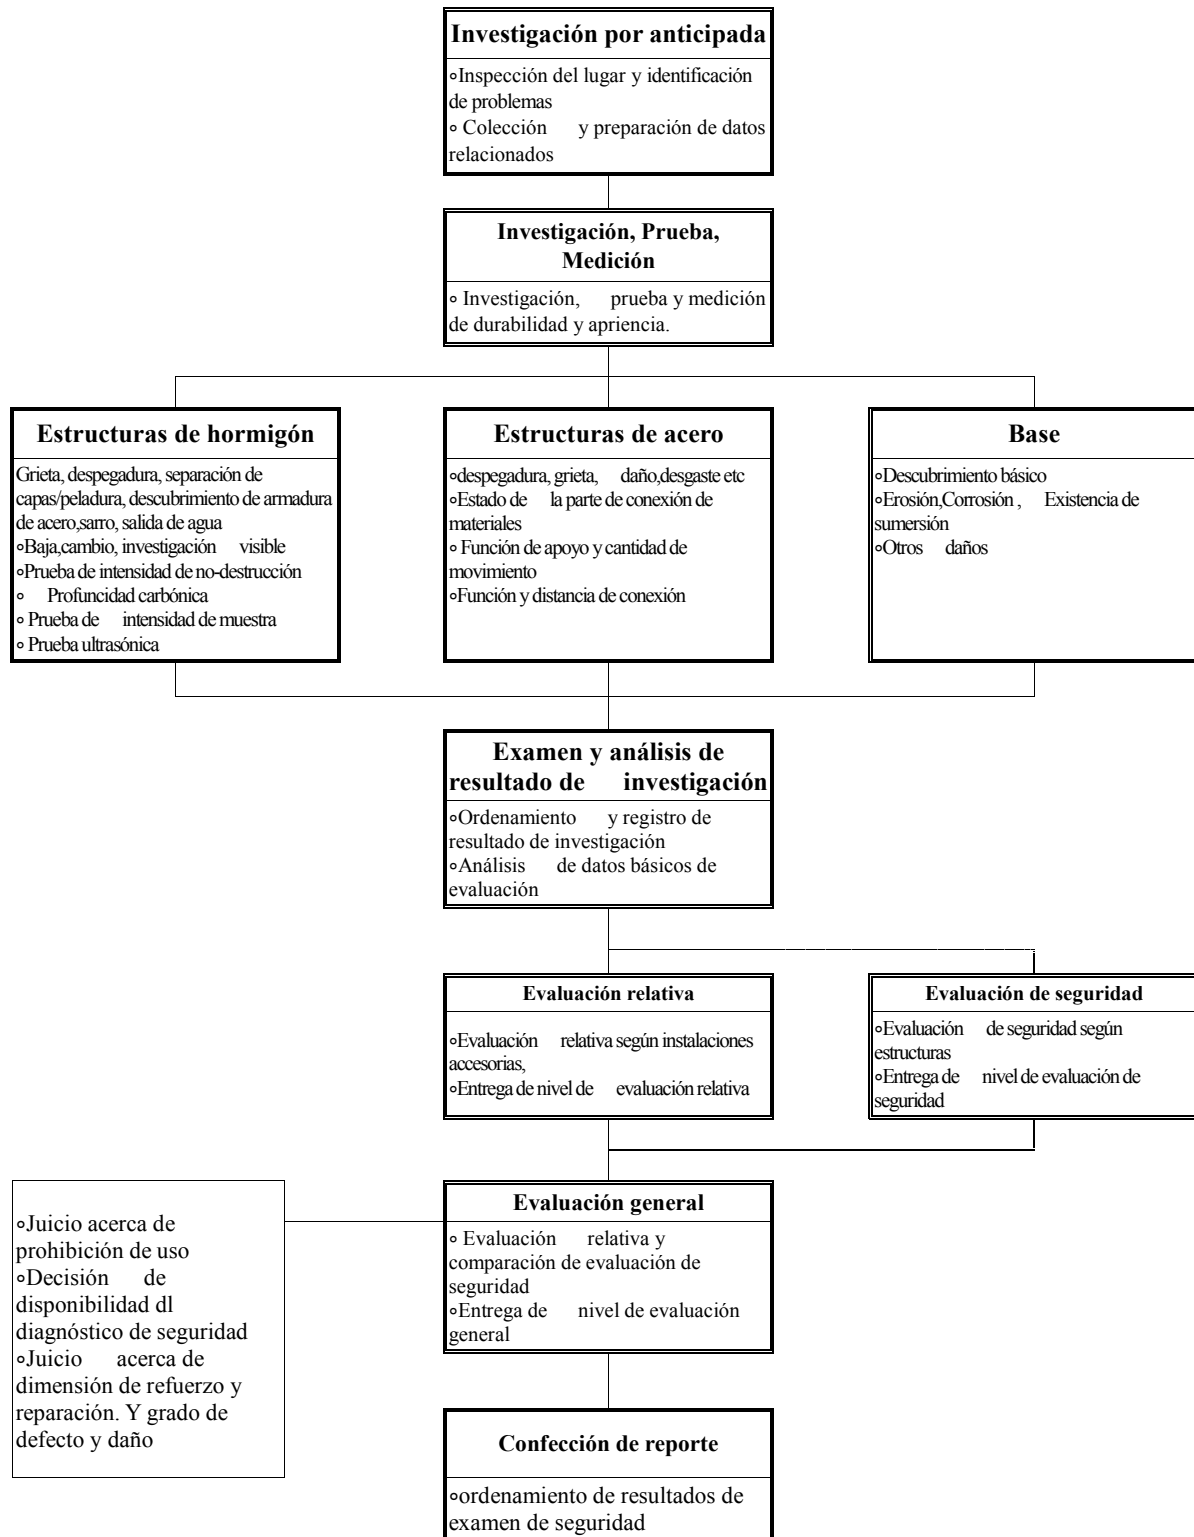 Investigación por anticipada
∘Inspección del lugar y identificación
de problemas
∘ Colección y preparación de datos
relacionados
Investigación, Prueba,
Medición
∘ Investigación, prueba y medición
de durabilidad y apriencia.
Estructuras de hormigón
Grieta, despegadura, separación de
capas/peladura, descubrimiento de armadura
de acero,sarro, salida de agua
∘Baja,cambio, investigación visible
∘Prueba de intensidad de no-destrucción
∘ Profuncidad carbónica
∘ Prueba de intensidad de muestra
∘ Prueba ultrasónica
Estructuras de acero
∘despegadura, grieta, daño,desgaste etc
∘Estado de la parte de conexión de
materiales
∘ Función de apoyo y cantidad de
movimiento
∘Función y distancia de conexión
Base
∘Descubrimiento básico
∘Erosión,Corrosión , Existencia de
sumersión
∘Otros daños
Examen y análisis de
resultado de investigación
∘Ordenamiento y registro de
resultado de investigación
∘Análisis de datos básicos de
evaluación
Evaluación relativa
∘Evaluación relativa según instalaciones
accesorias,
∘Entrega de nivel de evaluación relativa
Evaluación de seguridad
∘Evaluación de seguridad según
estructuras
∘Entrega de nivel de evaluación de
seguridad
∘Juicio acerca de
prohibición de uso
∘Decisión de
disponibilidad dl
diagnóstico de seguridad
∘Juicio acerca de
dimensión de refuerzo y
reparación. Y grado de
defecto y daño
Evaluación general
∘ Evaluación relativa y
comparación de evaluación de
seguridad
∘Entrega de nivel de evaluación
general
Confección de reporte
∘ordenamiento de resultados de
examen de seguridad